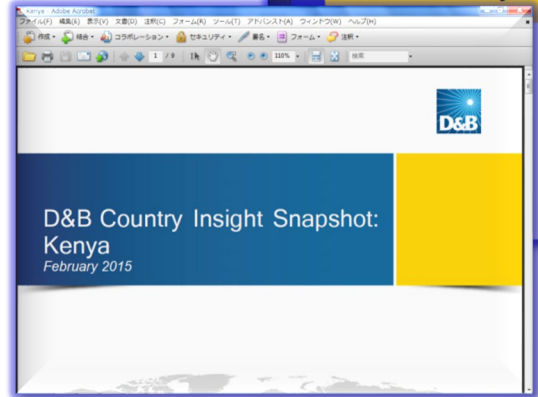 Kenya - Adobe Acrobat
ファイル(F) 編集(E) 表示(V) 文書(D) 注釈(C) フォーム(R) ツール(T) アドバンスト(A) ウィンドウ(W) ヘルプ(H)
作成 結合 コラボレーション セキュリティ 署名 フォーム 注釈
1 / 9 110% 検索
D&B
D&B Country Insight Snapshot:
Kenya
February 2015